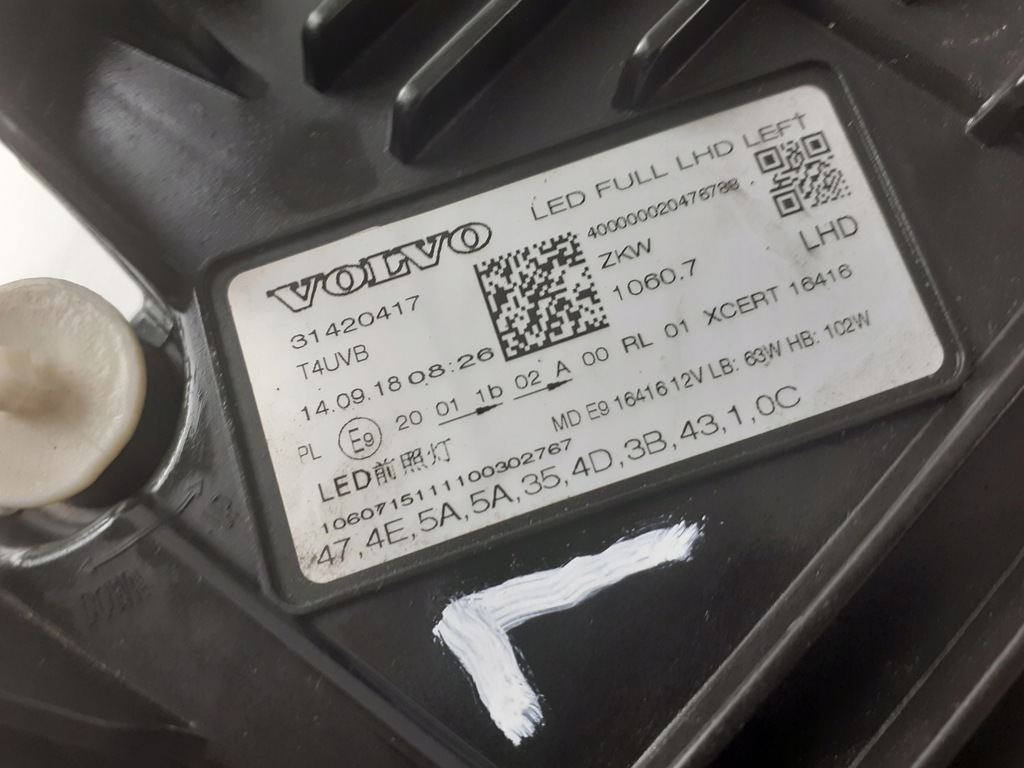 VOLVO
LED FULL LHD LEFT
31420417
400000020476788
T4UVB
ZKW
LHD
14.09.18 08:26
1060.7
PL E9 20 01 1b 02 A 00 RL 01 XCERT 16416
LED前照灯
MD E9 16416 12V LB: 63W HB: 102W
10607151111100302767
47,4E,5A,5A,35,4D,3B,43,1,0C